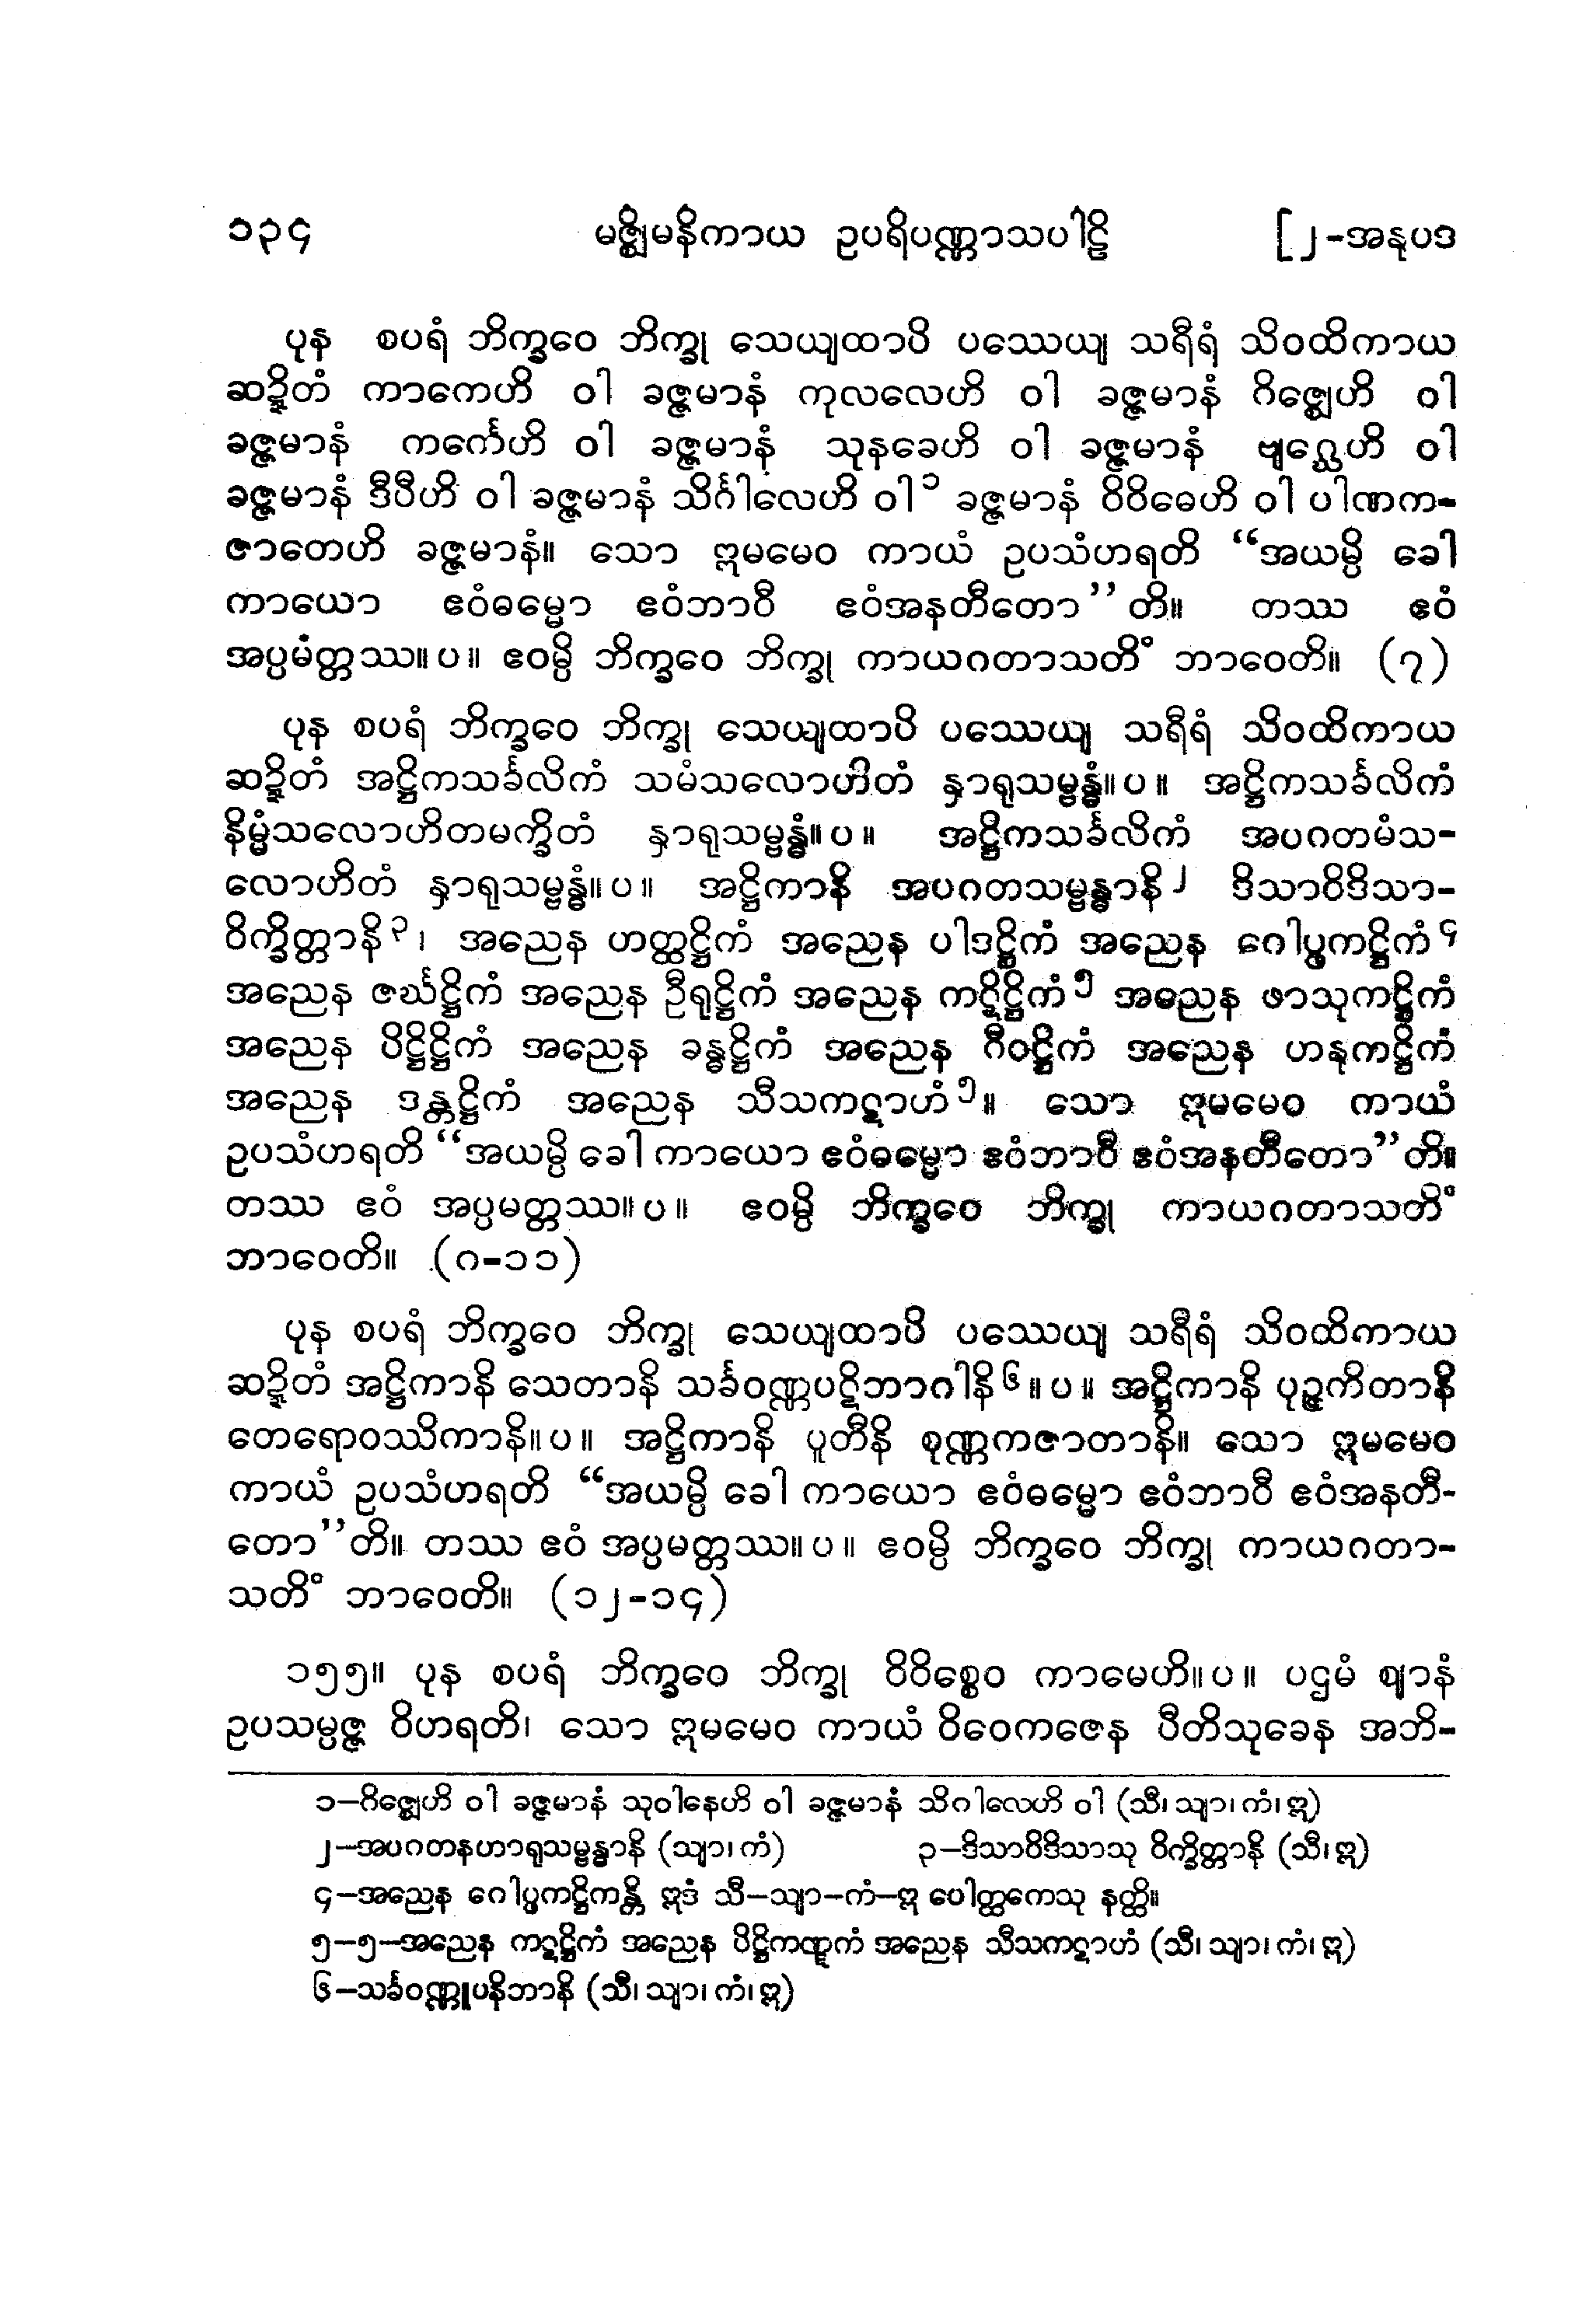 ၁၃၄ မဇ္ဈိမနိကာယ ဥပရိပဏ္ဏာသပါဠိ [၂-အနုပဒ
ပုန စပရံ ဘိက္ခဝေ ဘိက္ခု သေယျထာပိ ပဿေယျ သရီရံ သိဝထိကာယ
ဆဍ္ဍိတံ ကာကေဟိ ဝါ ခဇ္ဇမာနံ ကုလလေဟိ ဝါ ခဇ္ဇမာနံ ဂိဇ္ဈေဟိ ဝါ
ခဇ္ဇမာနံ ကင်္ကေဟိ ဝါ ခဇ္ဇမာနံ သုနခေဟိ ဝါ ခဇ္ဇမာနံ ဗျဂ္ဃေဟိ ဝါ
ခဇ္ဇမာနံ ဒီပီဟိ ဝါ ခဇ္ဇမာနံ သိင်္ဂါလေဟိ ဝါ၁ ခဇ္ဇမာနံ ဝိဝိဓေဟိ ဝါ ပါဏက-
ဇာတေဟိ ခဇ္ဇမာနံ။ သော ဣမမေဝ ကာယံ ဥပသံဟရတိ “အယမ္ပိ ခေါ
ကာယော ဧဝံဓမ္မော ဧဝံဘာဝီ ဧဝံအနတီတော”တိ။ တဿ ဧဝံ
အပ္ပမတ္တဿ။ပ။ ဧဝမ္ပိ ဘိက္ခဝေ ဘိက္ခု ကာယဂတာသတိံ ဘာဝေတိ။ (၇)
ပုန စပရံ ဘိက္ခဝေ ဘိက္ခု သေယျထာပိ ပဿေယျ သရီရံ သိဝထိကာယ
ဆဍ္ဍိတံ အဋ္ဌိကသင်္ခလိကံ သမံသလောဟိတံ နှာရုသမ္ဗန္ဓံ။ပ။ အဋ္ဌိကသင်္ခလိကံ
နိမ္မံသလောဟိတမက္ခိတံ နှာရုသမ္ဗန္ဓံ။ပ။ အဋ္ဌိကသင်္ခလိကံ အပဂတမံသ-
လောဟိတံ နှာရုသမ္ဗန္ဓံ။ပ။ အဋ္ဌိကာနိ အပဂတသမ္ဗန္ဓာနိ၂ ဒိသာဝိဒိသာ-
ဝိက္ခိတ္တာနိ၃၊ အညေန ဟတ္ထဋ္ဌိကံ အညေန ပါဒဋ္ဌိကံ အညေန ဂေါပ္ဖကဋ္ဌိကံ၄
အညေန ဇင်္ဃဋ္ဌိကံ အညေန ဦရုဋ္ဌိကံ အညေန ကဋိဋ္ဌိကံ၅ အညေန ဖာသုကဋ္ဌိကံ
အညေန ပိဋ္ဌိဋ္ဌိကံ အညေန ခန္ဓဋ္ဌိကံ အညေန ဂီဝဋ္ဌိကံ အညေန ဟနုကဋ္ဌိကံ
အညေန ဒန္တဋ္ဌိကံ အညေန သီသကဋာဟံ၅။ သော ဣမမေဝ ကာယံ
ဥပသံဟရတိ “အယမ္ပိ ခေါ ကာယော ဧဝံဓမ္မော ဧဝံဘာဝီ ဧဝံအနတီတော”တိ။
တဿ ဧဝံ အပ္ပမတ္တဿ။ပ။ ဧဝမ္ပိ ဘိက္ခဝေ ဘိက္ခု ကာယဂတာသတိံ
ဘာဝေတိ။ (၈-၁၁)
ပုန စပရံ ဘိက္ခဝေ ဘိက္ခု သေယျထာပိ ပဿေယျ သရီရံ သိဝထိကာယ
ဆဍ္ဍိတံ အဋ္ဌိကာနိ သေတာနိ သင်္ခဝဏ္ဏပဋိဘာဂါနိ၆။ပ။ အဋ္ဌိကာနိ ပုဉ္ဇကိတာနိ
တေရောဝဿိကာနိ။ပ။ အဋ္ဌိကာနိ ပူတီနိ စုဏ္ဏကဇာတာနိ။ သော ဣမမေဝ
ကာယံ ဥပသံဟရတိ “အယမ္ပိ ခေါ ကာယော ဧဝံဓမ္မော ဧဝံဘာဝီ ဧဝံအနတီ-
တော”တိ။ တဿ ဧဝံ အပ္ပမတ္တဿ။ပ။ ဧဝမ္ပိ ဘိက္ခဝေ ဘိက္ခု ကာယဂတာ-
သတိံ ဘာဝေတိ။ (၁၂-၁၄)
၁၅၅။ ပုန စပရံ ဘိက္ခဝေ ဘိက္ခု ဝိဝိစ္စေဝ ကာမေဟိ။ပ။ ပဌမံ ဈာနံ
ဥပသမ္ပဇ္ဇ ဝိဟရတိ၊ သော ဣမမေဝ ကာယံ ဝိဝေကဇေန ပီတိသုခေန အဘိ-
၁–ဂိဇ္ဈေဟိ ဝါ ခဇ္ဇမာနံ သုဝါနေဟိ ဝါ ခဇ္ဇမာနံ သိဂါလေဟိ ဝါ (သီ၊ သျာ၊ ကံ၊ ဣ)
၂–အပဂတနဟာရုသမ္ဗန္ဓာနိ (သျာ၊ ကံ) ၃–ဒိသာဝိဒိသာသု ဝိက္ခိတ္တာနိ (သီ၊ ဣ)
၄–အညေန ဂေါပ္ဖကဋ္ဌိကန္တိ ဣဒံ သီ–သျာ–ကံ–ဣ ပေါတ္ထကေသု နတ္ထိ။
၅–၅–အညေန ကဋဋ္ဌိကံ အညေန ပိဋ္ဌိကဏ္ဋကံ အညေန သီသကဋာဟံ (သီ၊ သျာ၊ ကံ၊ ဣ)
၆–သင်္ခဝဏ္ဏူပနိဘာနိ (သီ၊ သျာ၊ ကံ၊ ဣ)